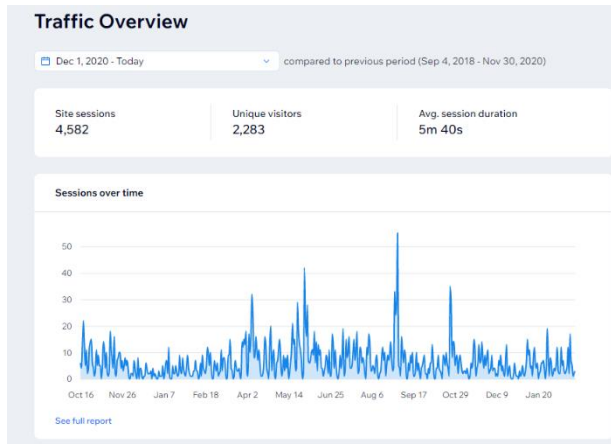 Traffic Overview
Dec 1, 2020 - Today compared to previous period (Sep 4, 2018 - Nov 30, 2020)
Site sessions Unique visitors Avg. session duration
4,582 2,283 5m 40s
Sessions over time
50
40
30
20
10
0
Oct 16 Nov 26 Jan 7 Feb 18 Apr 2 May 14 Jun 25 Aug 6 Sep 17 Oct 29 Dec 9 Jan 20
See full report